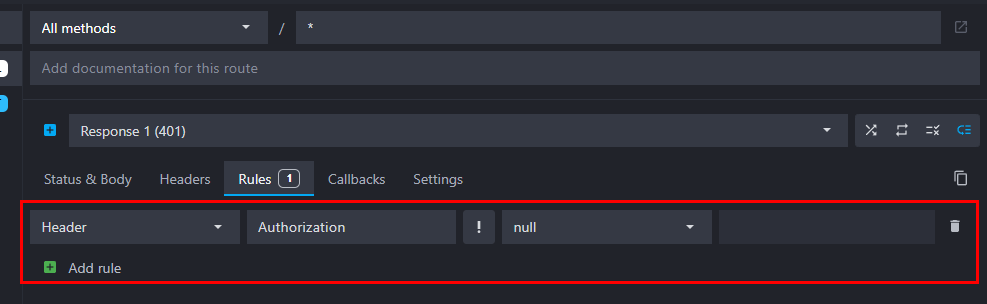 All methods / *
Add documentation for this route
Response 1 (401)
Status & Body Headers Rules 1 Callbacks Settings
Header Authorization ! null
Add rule